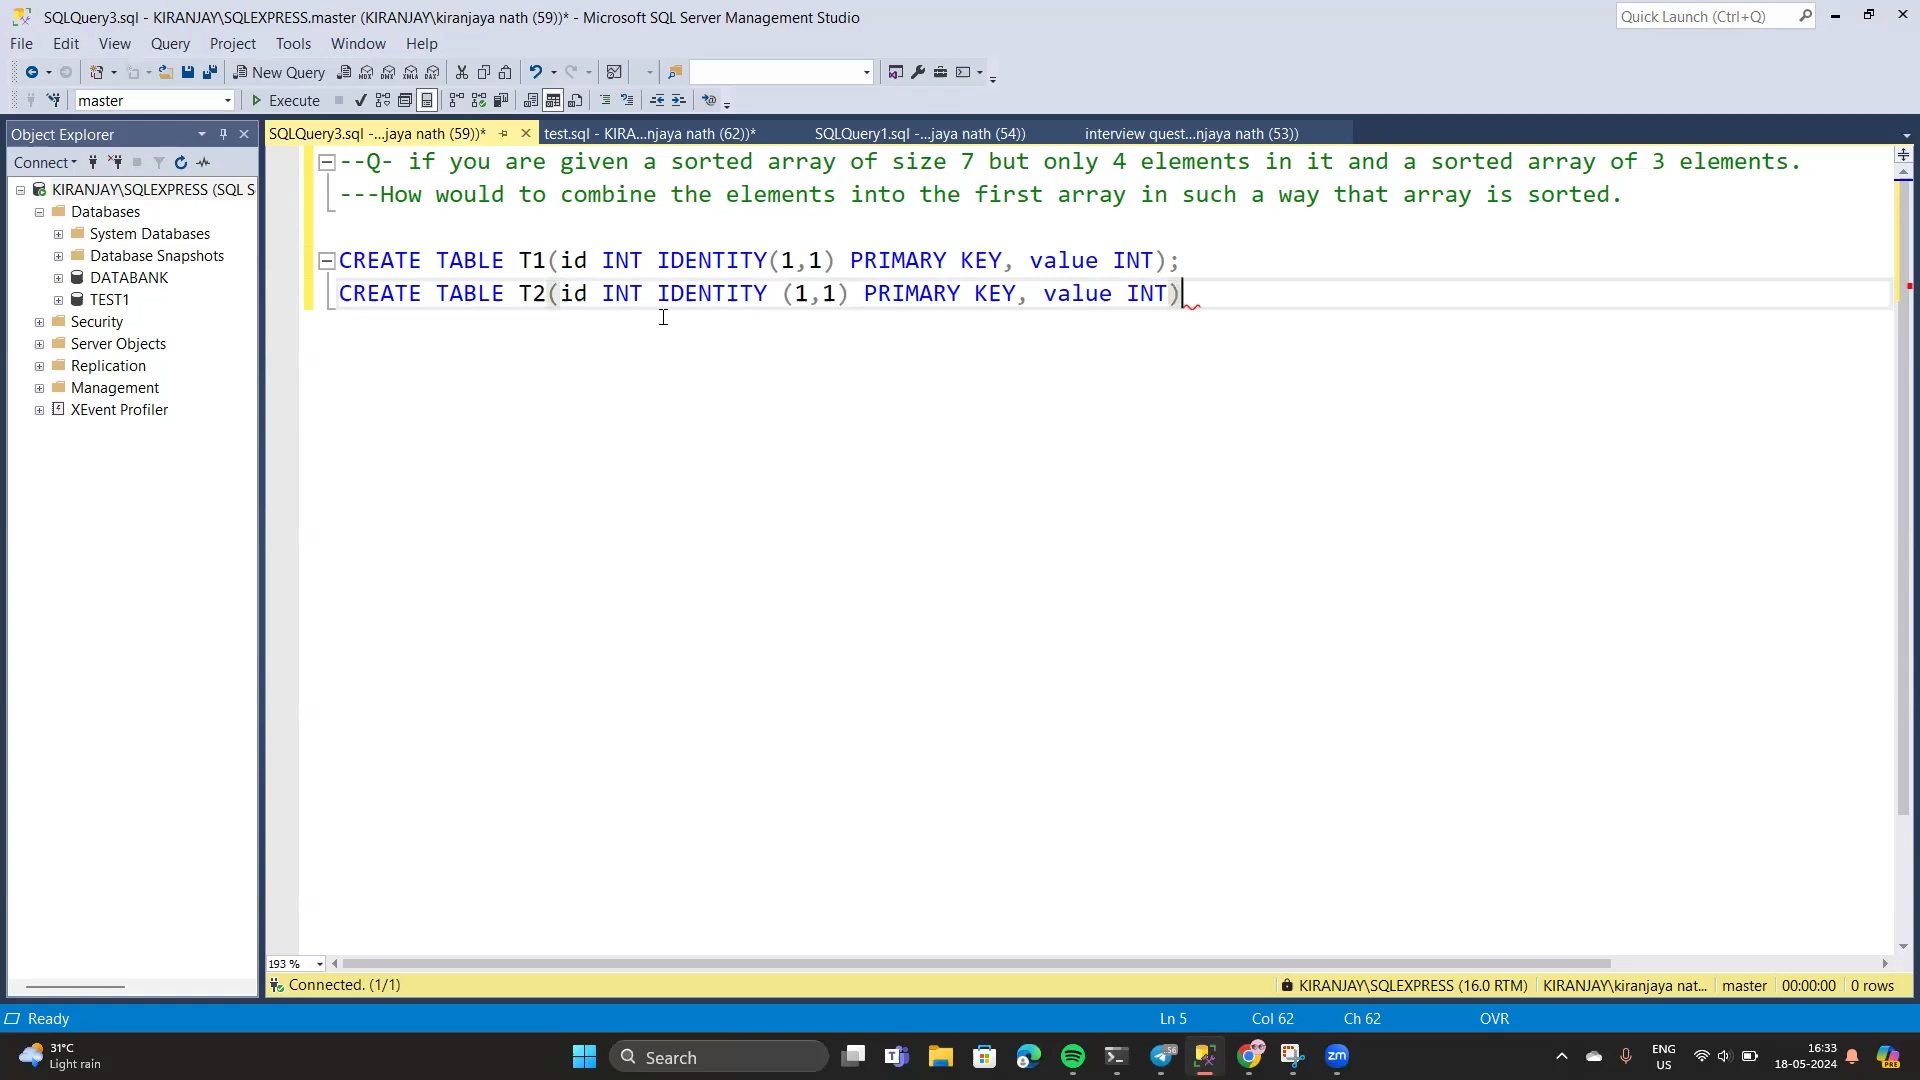 SQLQuery3.sql - KIRANJAY\SQLEXPRESS.master (KIRANJAY\kiranjaya nath (59))* - Microsoft SQL Server Management Studio
Quick Launch (Ctrl+Q)
File Edit View Query Project Tools Window Help
New Query
master
Execute
Object Explorer
SQLQuery3.sql -...jaya nath (59))*
test.sql - KIRA...njaya nath (62))*
SQLQuery1.sql -...jaya nath (54))
interview quest...njaya nath (53))
Connect
KIRANJAY\SQLEXPRESS (SQL S
Databases
System Databases
Database Snapshots
DATABANK
TEST1
Security
Server Objects
Replication
Management
XEvent Profiler
--Q- if you are given a sorted array of size 7 but only 4 elements in it and a sorted array of 3 elements.
---How would to combine the elements into the first array in such a way that array is sorted.
CREATE TABLE T1(id INT IDENTITY(1,1) PRIMARY KEY, value INT);
CREATE TABLE T2(id INT IDENTITY (1,1) PRIMARY KEY, value INT)
193 %
Connected. (1/1)
KIRANJAY\SQLEXPRESS (16.0 RTM)
KIRANJAY\kiranjaya nat...
master
00:00:00
0 rows
Ready
Ln 5
Col 62
Ch 62
OVR
31°C
Light rain
Search
ENG
US
16:33
18-05-2024